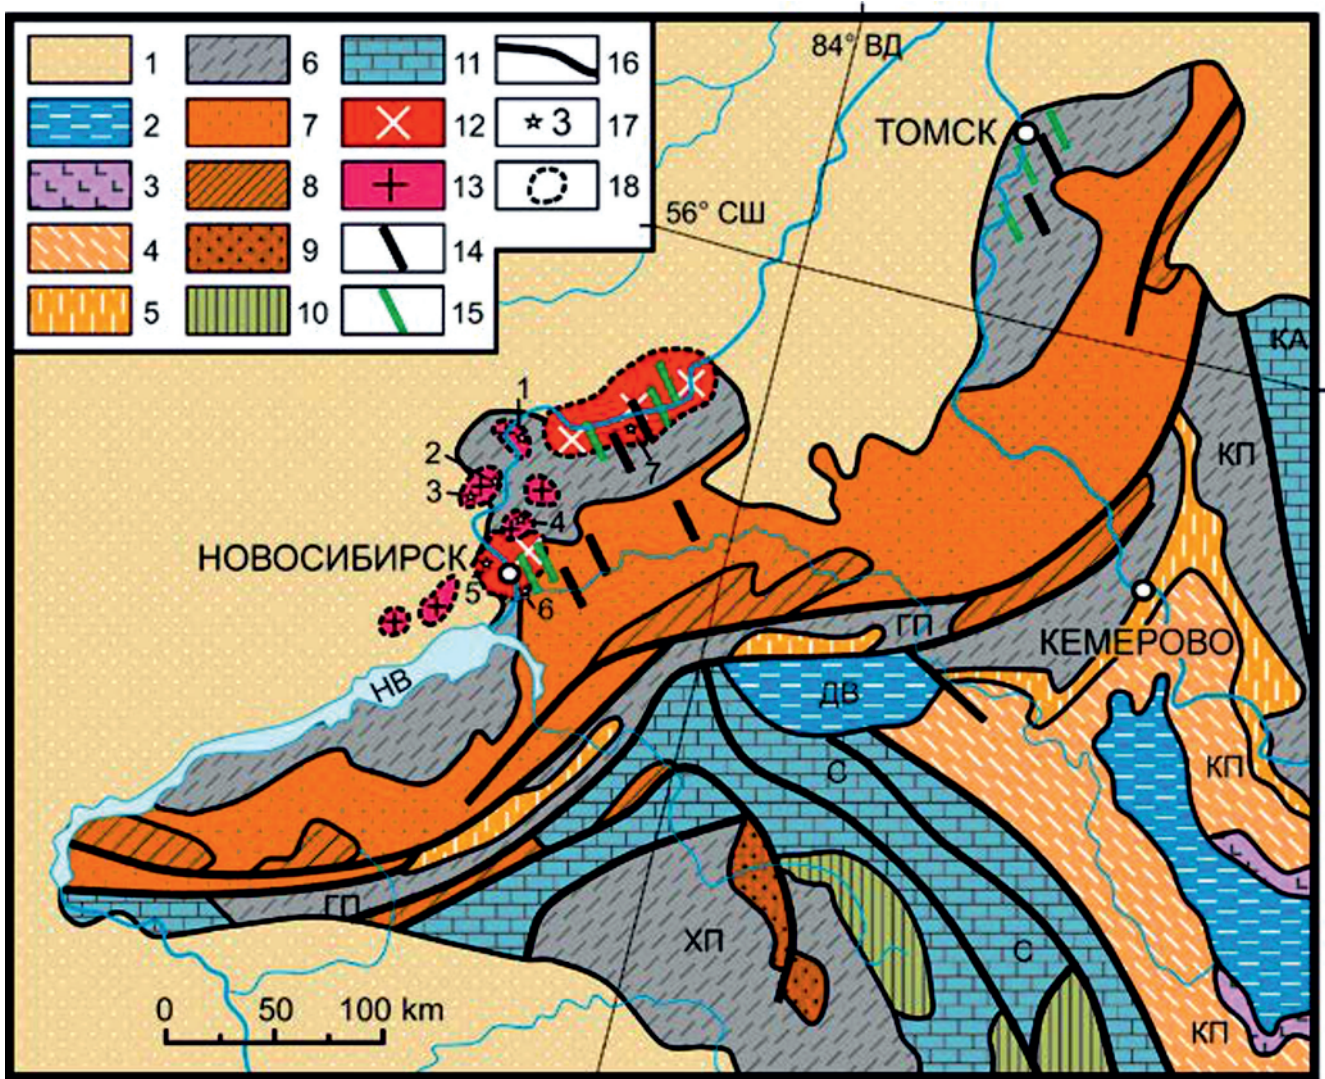 1 6 11 16
2 7 12 17
★ 3
3 8 13 18
4 9 14
5 10 15
84° ВД
ТОМСК
56° СШ
КА
1
2
3
7
КП
4
НОВОСИБИРСК
5
6
ГП
КЕМЕРОВО
НВ
ДВ
С
КП
ГП
ХП
С
КП
0 50 100 km